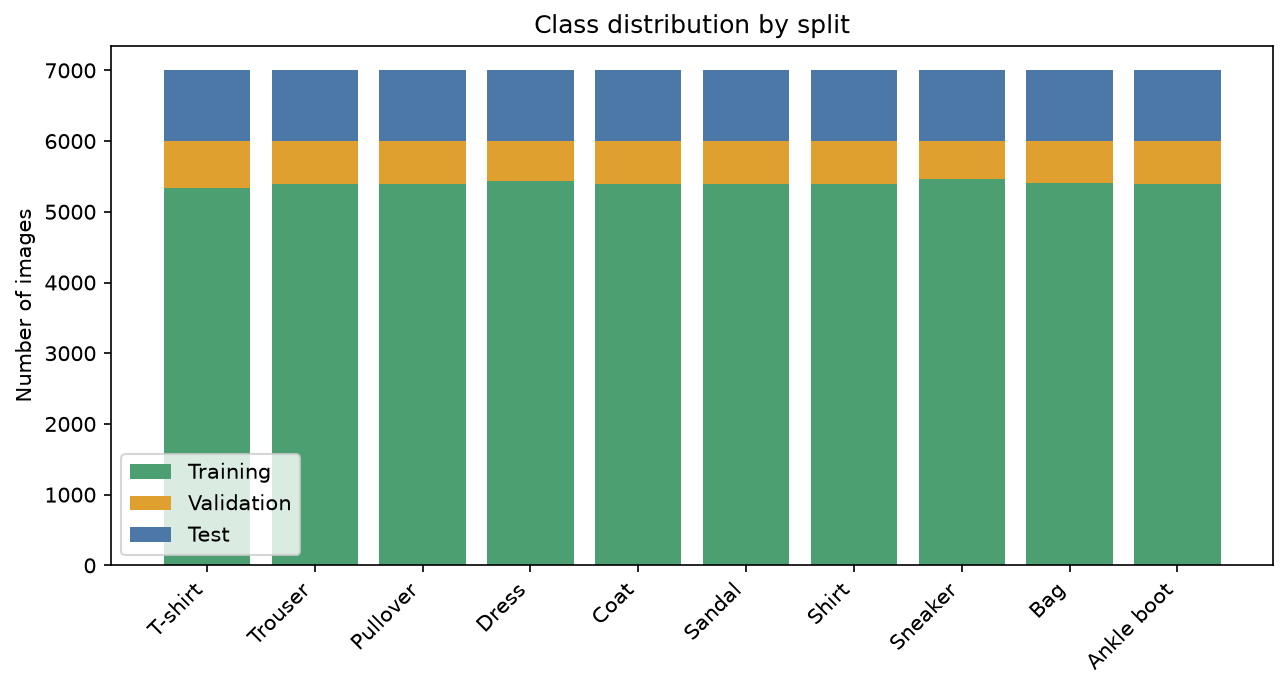 Class distribution by split
Number of images
7000
6000
5000
4000
3000
2000
1000
0
Training
Validation
Test
T-shirt
Trouser
Pullover
Dress
Coat
Sandal
Shirt
Sneaker
Bag
Ankle boot